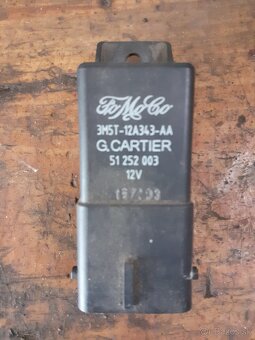 FoMoCo
3M5T-12A343-AA
G.CARTIER
51 252 003
12V